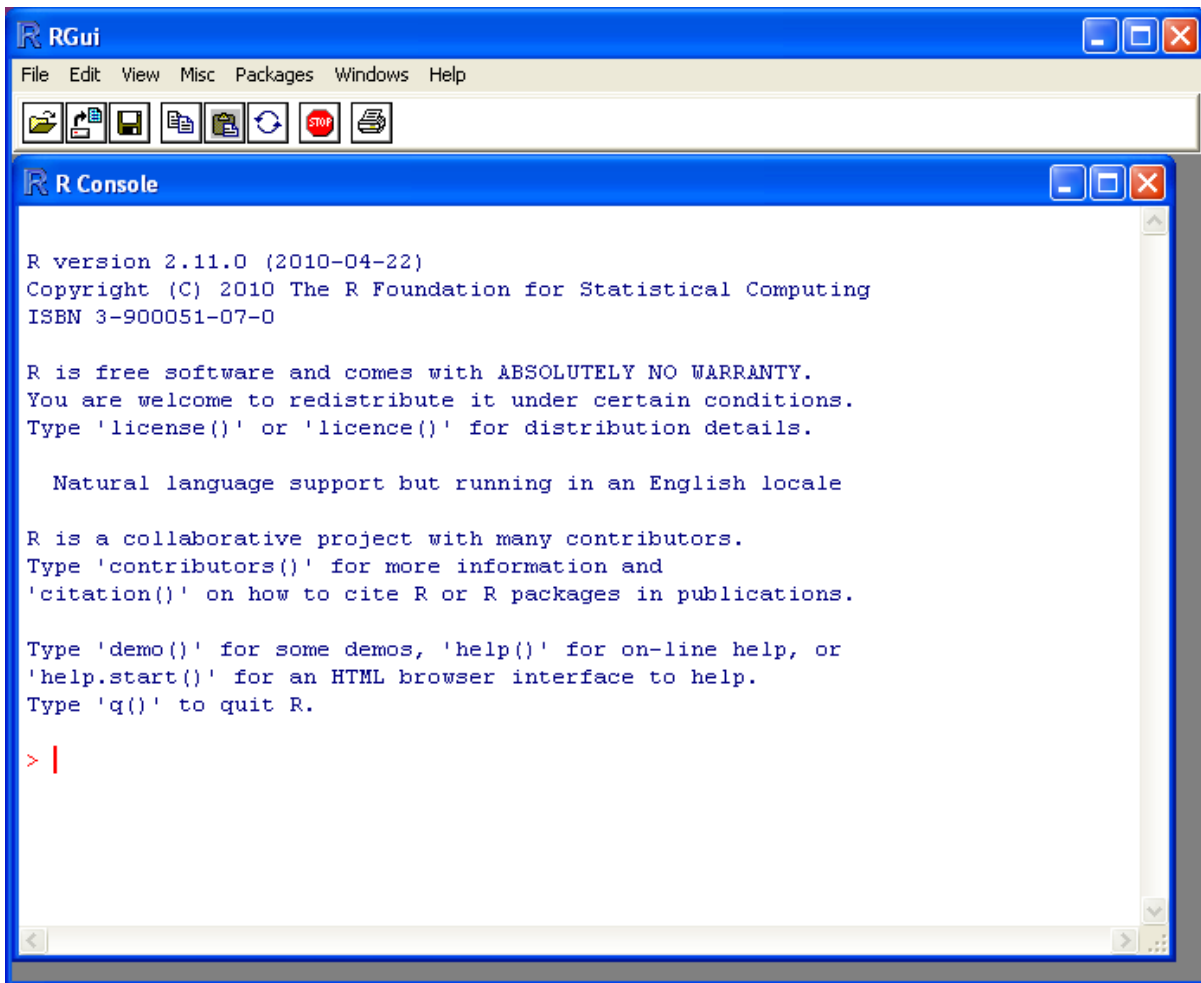 RGui
File Edit View Misc Packages Windows Help
STOP
R Console
R version 2.11.0 (2010-04-22)
Copyright (C) 2010 The R Foundation for Statistical Computing
ISBN 3-900051-07-0
R is free software and comes with ABSOLUTELY NO WARRANTY.
You are welcome to redistribute it under certain conditions.
Type 'license()' or 'licence()' for distribution details.
Natural language support but running in an English locale
R is a collaborative project with many contributors.
Type 'contributors()' for more information and
'citation()' on how to cite R or R packages in publications.
Type 'demo()' for some demos, 'help()' for on-line help, or
'help.start()' for an HTML browser interface to help.
Type 'q()' to quit R.
>